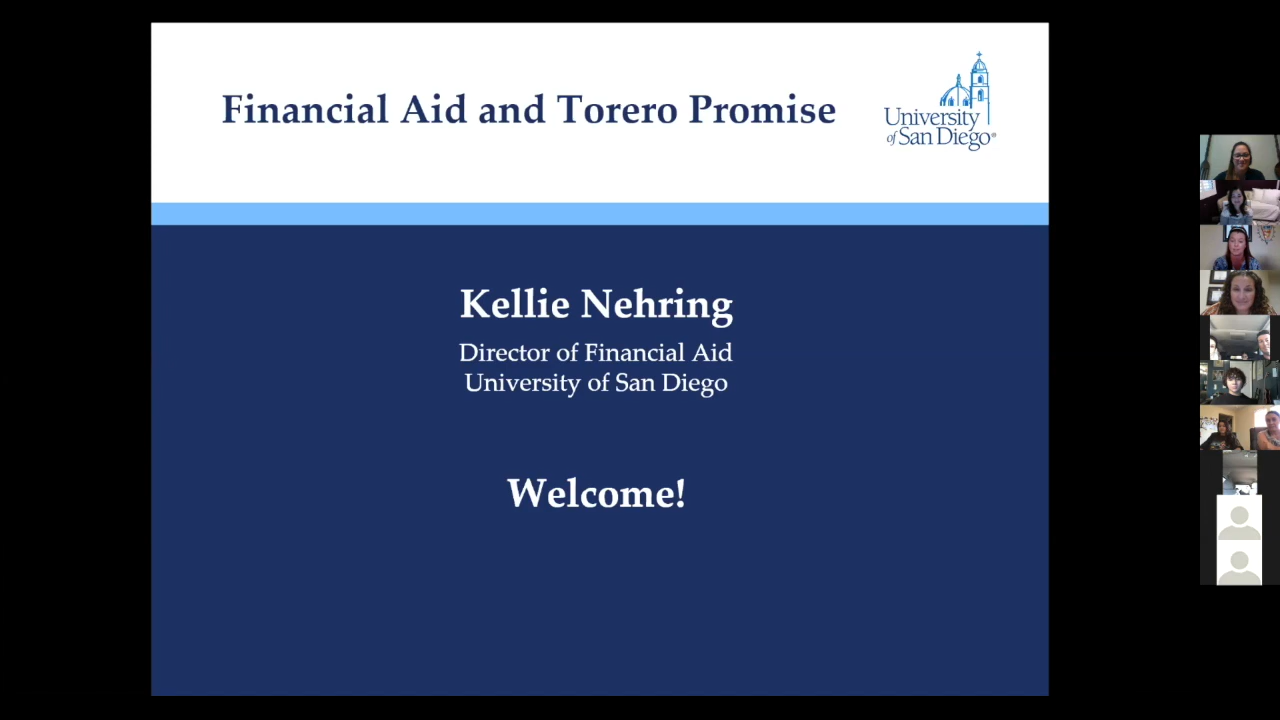 Financial Aid and Torero Promise
University
of San Diego®
Kellie Nehring
Director of Financial Aid
University of San Diego
Welcome!